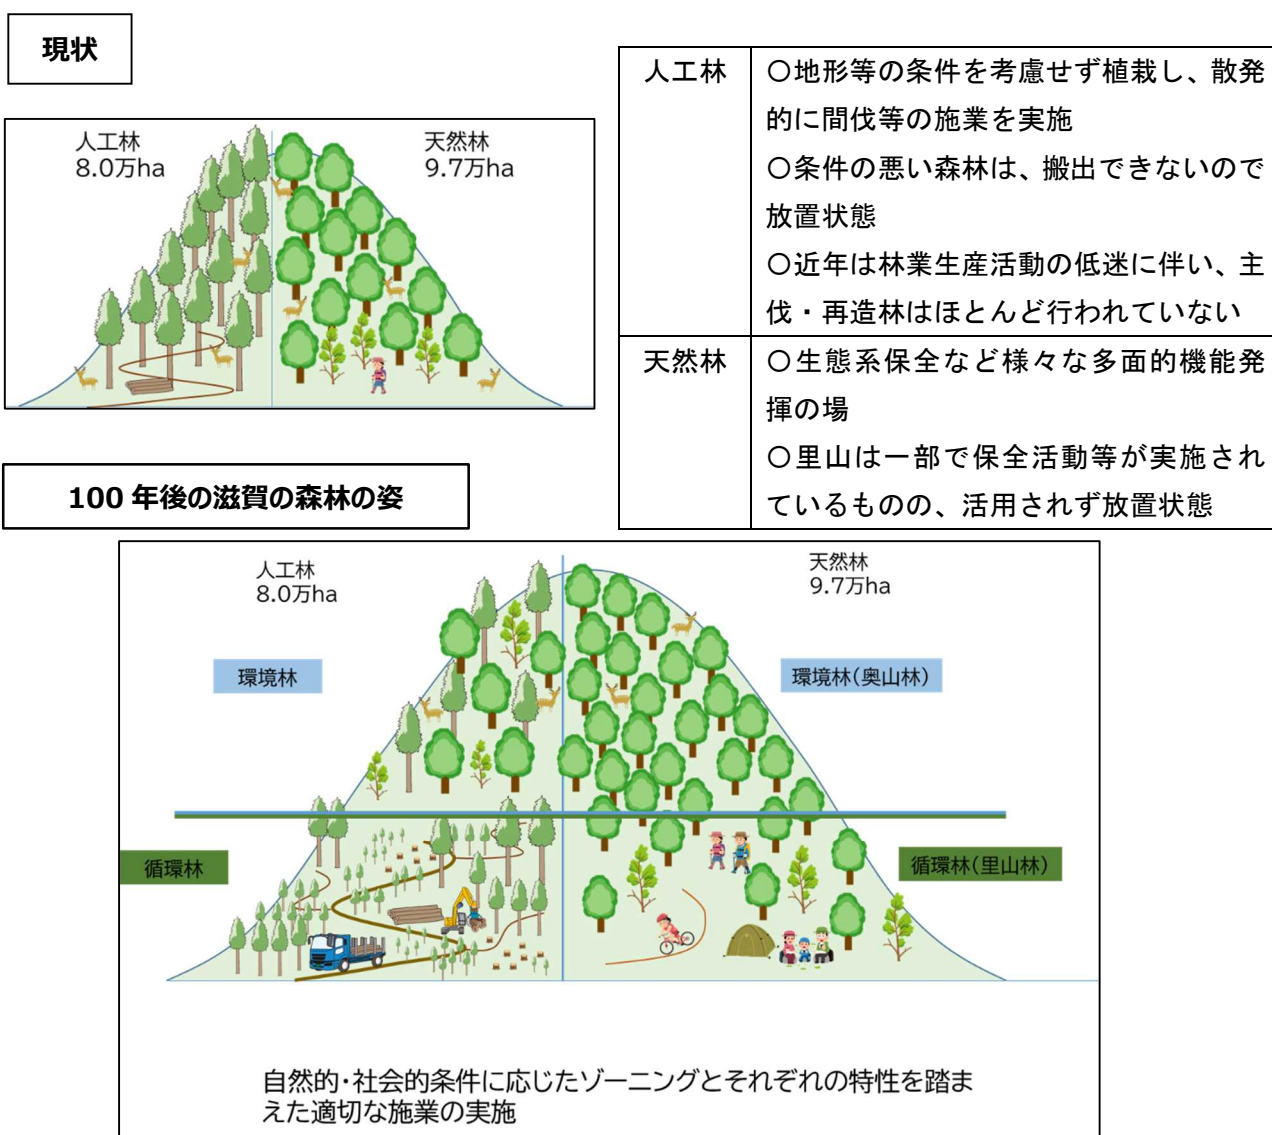 現状
人工林
8.0万ha
天然林
9.7万ha
人工林
〇地形等の条件を考慮せず植栽し、散発
的に間伐等の施業を実施
〇条件の悪い森林は、搬出できないので
放置状態
〇近年は林業生産活動の低迷に伴い、主
伐・再造林はほとんど行われていない
天然林
〇生態系保全など様々な多面的機能発
揮の場
〇里山は一部で保全活動等が実施され
ているものの、活用されず放置状態
100 年後の滋賀の森林の姿
人工林
8.0万ha
天然林
9.7万ha
環境林
環境林(奥山林)
循環林
循環林(里山林)
自然的・社会的条件に応じたゾーニングとそれぞれの特性を踏ま
えた適切な施業の実施